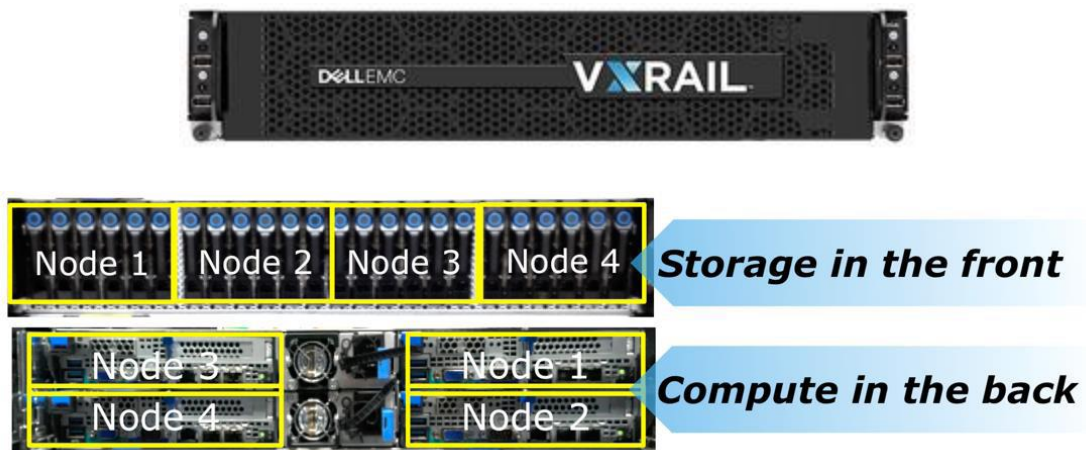 DELLEMC VXRAIL
Node 1 Node 2 Node 3 Node 4
Storage in the front
Node 3 Node 1
Node 4 Node 2
Compute in the back